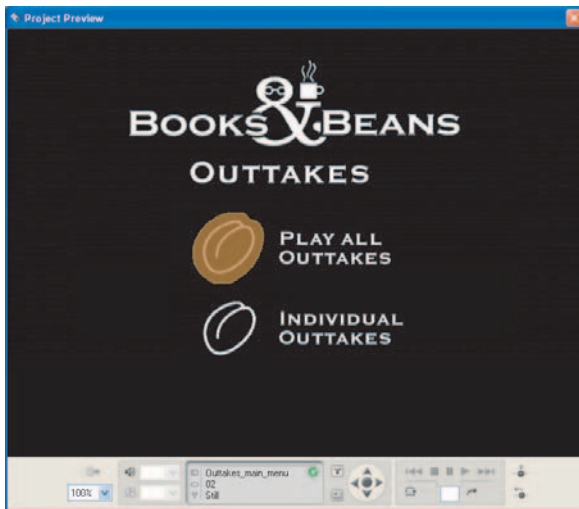 Project Preview
BOOKS & BEANS
OUTTAKES
PLAY ALL
OUTTAKES
INDIVIDUAL
OUTTAKES
Outtakes_main_menu
02
100%
Still